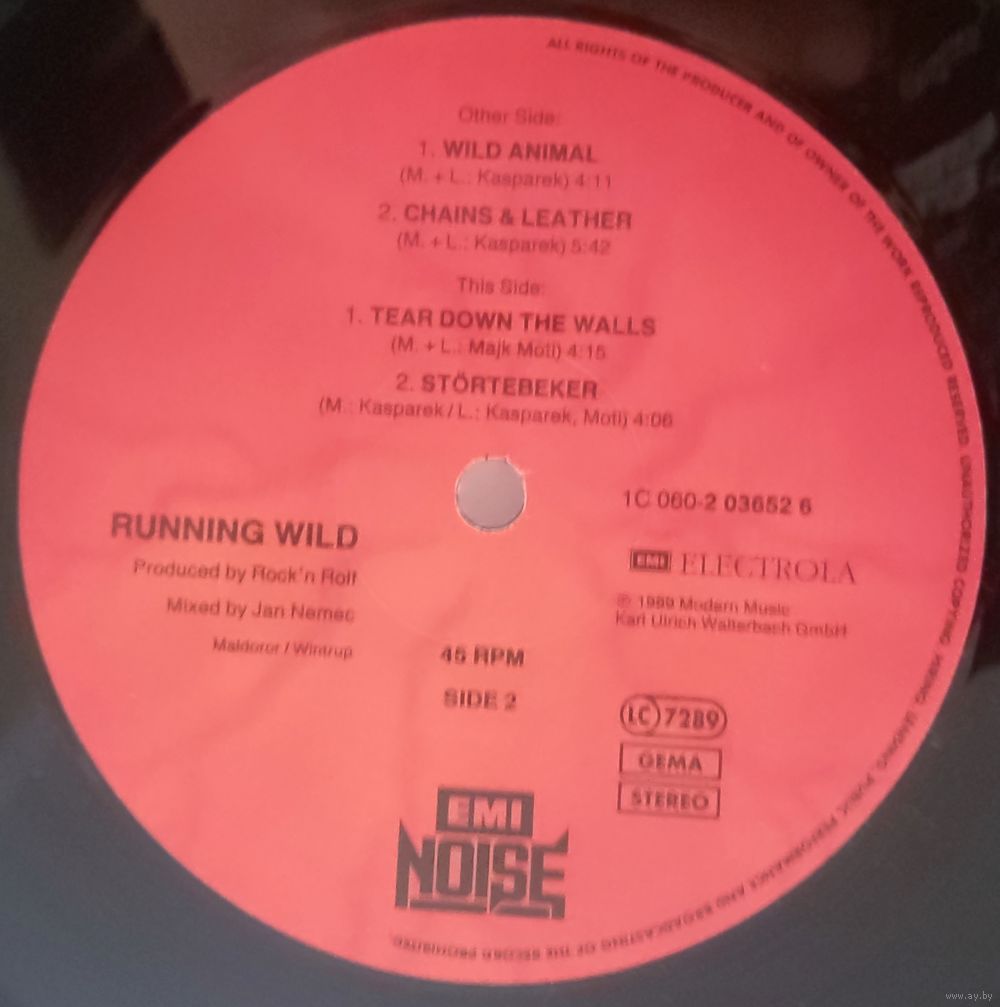 ALL RIGHTS OF THE PRODUCER AND OF OWNER OF THE WORK REPRODUCED RESERVED. UNAUTHORIZED COPYING, HIRING, LENDING, PUBLIC PERFORMANCE AND BROADCASTING OF THE RECORD PROHIBITED.
Other Side:
1. WILD ANIMAL
(M. + L.: Kasparek) 4:11
2. CHAINS & LEATHER
(M. + L.: Kasparek) 5:42
This Side:
1. TEAR DOWN THE WALLS
(M. + L.: Majk Moti) 4:15
2. STÖRTEBEKER
(M.: Kasparek / L.: Kasparek, Moti) 4:06
1C 060-2 03652 6
RUNNING WILD
Produced by Rock'n Rolf
Mixed by Jan Nemec
Maldoror / Wintrup
EMI ELECTROLA
℗ 1989 Modern Music
Karl Ulrich Walterbach GmbH
45 RPM
SIDE 2
LC 7289
GEMA
STEREO
EMI
NOISE
www.ay.by